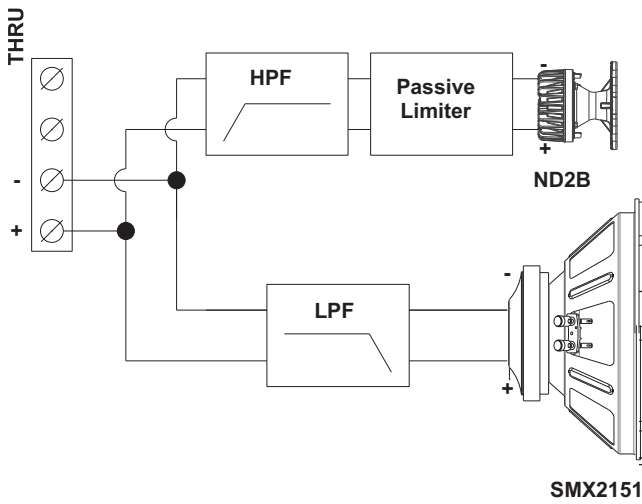 THRU
HPF
Passive
Limiter
-
+
ND2B
-
+
LPF
-
+
SMX2151